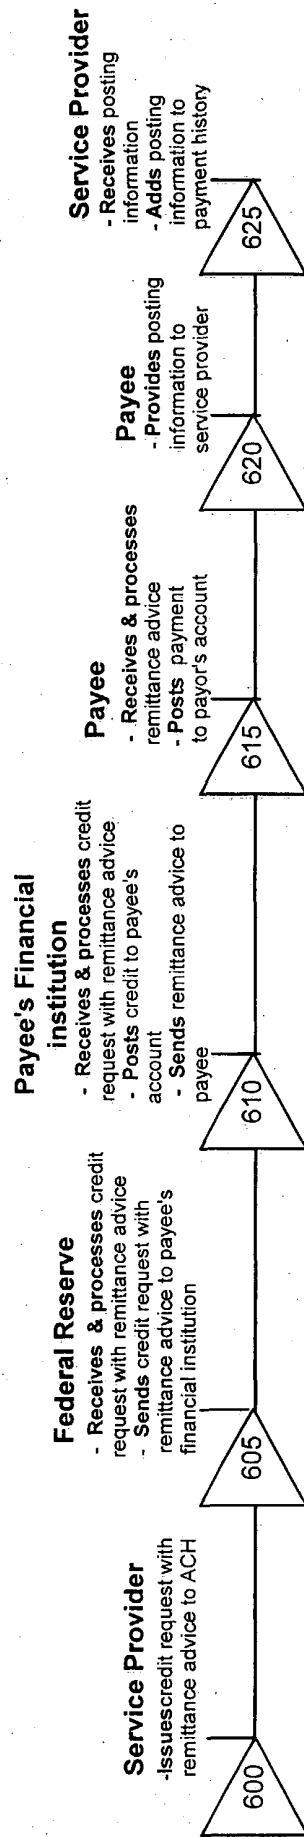 Service Provider
-Issuescredit request with
remittance advice to ACH
600
Federal Reserve
- Receives & processes credit
request with remittance advice
- Sends credit request with
remittance advice to payee's
financial institution
605
Payee's Financial
institution
- Receives & processes credit
request with remittance advice
- Posts credit to payee's
account
- Sends remittance advice to
payee
610
Payee
- Receives & processes
remittance advice
- Posts payment
to payor's account
615
Payee
- Provides posting
information to
service provider
620
Service Provider
- Receives posting
information
- Adds posting
information to
payment history
625